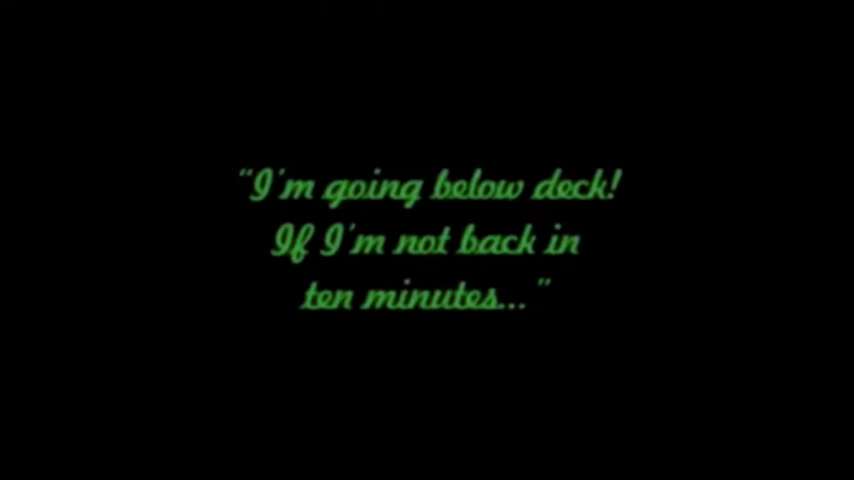 “I'm going below deck!
If I'm not back in
ten minutes...”